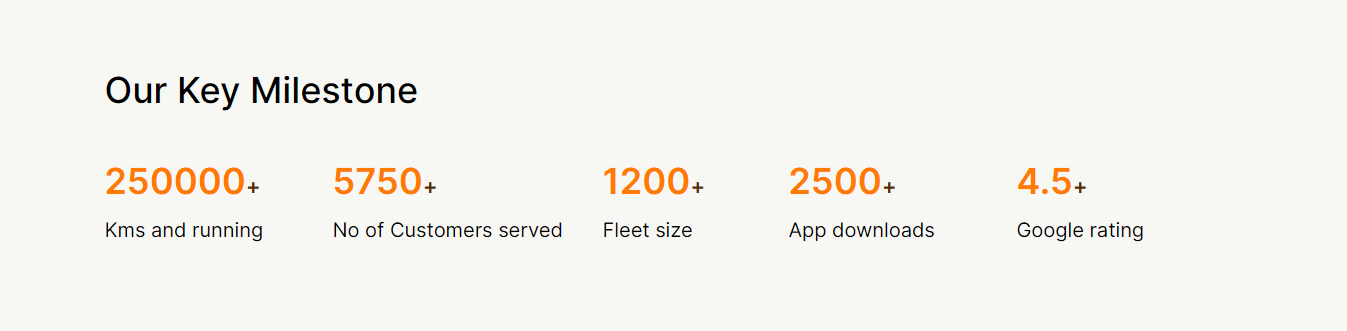 Our Key Milestone
250000+ 5750+ 1200+ 2500+ 4.5+
Kms and running No of Customers served Fleet size App downloads Google rating